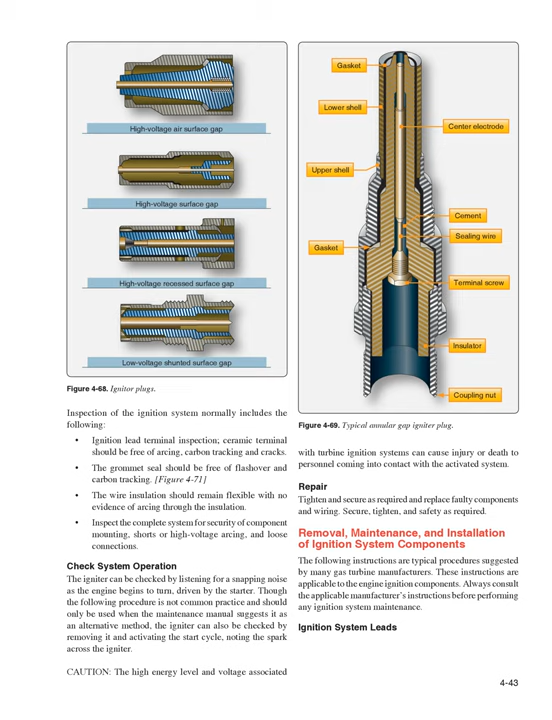 High-voltage air surface gap
High-voltage surface gap
High-voltage recessed surface gap
Low-voltage shunted surface gap
Figure 4-68. Ignitor plugs.
Gasket
Lower shell
Center electrode
Upper shell
Cement
Sealing wire
Gasket
Terminal screw
Insulator
Coupling nut
Figure 4-69. Typical annular gap igniter plug.
Inspection of the ignition system normally includes the
following:
• Ignition lead terminal inspection; ceramic terminal
should be free of arcing, carbon tracking and cracks.
• The grommet seal should be free of flashover and
carbon tracking. [Figure 4-71]
• The wire insulation should remain flexible with no
evidence of arcing through the insulation.
• Inspect the complete system for security of component
mounting, shorts or high-voltage arcing, and loose
connections.
Check System Operation
The igniter can be checked by listening for a snapping noise
as the engine begins to turn, driven by the starter. Though
the following procedure is not common practice and should
only be used when the maintenance manual suggests it as
an alternative method, the igniter can also be checked by
removing it and activating the start cycle, noting the spark
across the igniter.
CAUTION: The high energy level and voltage associated
with turbine ignition systems can cause injury or death to
personnel coming into contact with the activated system.
Repair
Tighten and secure as required and replace faulty components
and wiring. Secure, tighten, and safety as required.
Removal, Maintenance, and Installation
of Ignition System Components
The following instructions are typical procedures suggested
by many gas turbine manufacturers. These instructions are
applicable to the engine ignition components. Always consult
the applicable manufacturer's instructions before performing
any ignition system maintenance.
Ignition System Leads
4-43